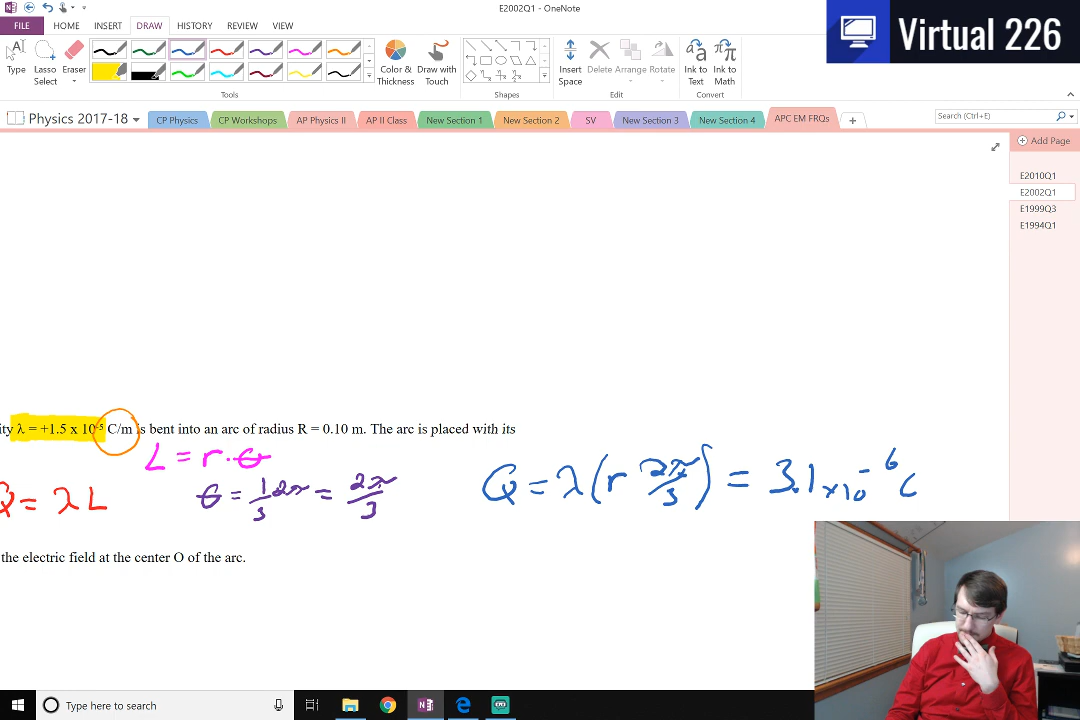 E2002Q1 - OneNote
FILE HOME INSERT DRAW HISTORY REVIEW VIEW
Virtual 226
Type Lasso Select Eraser Color & Thickness Draw with Touch Insert Space Delete Arrange Rotate Ink to Text Ink to Math
Tools Shapes Edit Convert
Physics 2017-18 CP Physics CP Workshops AP Physics II AP II Class New Section 1 New Section 2 SV New Section 3 New Section 4 APC EM FRQs Search (Ctrl+E)
Add Page
E2010Q1
E2002Q1
E1999Q3
E1994Q1
ity λ = +1.5 x 10⁻⁵ C/m is bent into an arc of radius R = 0.10 m. The arc is placed with its
L = r·θ
Q = λL
θ = 1/3 2π = 2π/3
Q = λ(r 2π/3) = 3.1 x 10⁻⁶ C
the electric field at the center O of the arc.
Type here to search